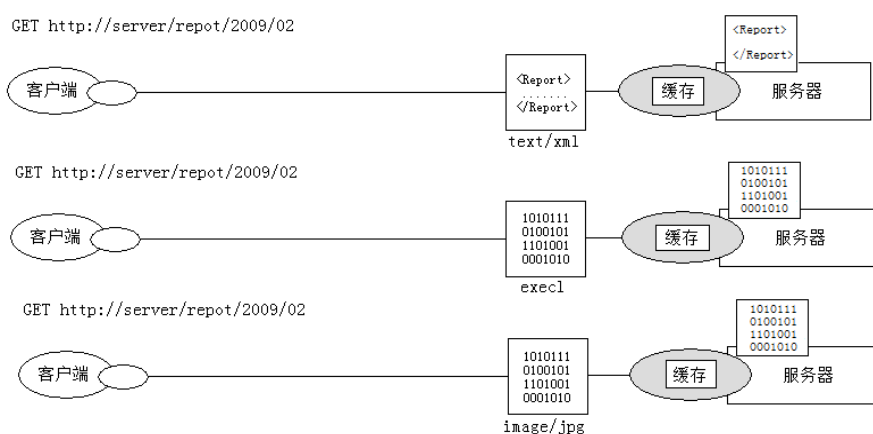 GET http://server/repot/2009/02
<Report>
</Report>
客户端
<Report>
.......
</Report>
缓存
服务器
text/xml
GET http://server/repot/2009/02
1010111
0100101
1101001
0001010
客户端
1010111
0100101
1101001
0001010
缓存
服务器
execl
GET http://server/repot/2009/02
1010111
0100101
1101001
0001010
客户端
1010111
0100101
1101001
0001010
缓存
服务器
image/jpg